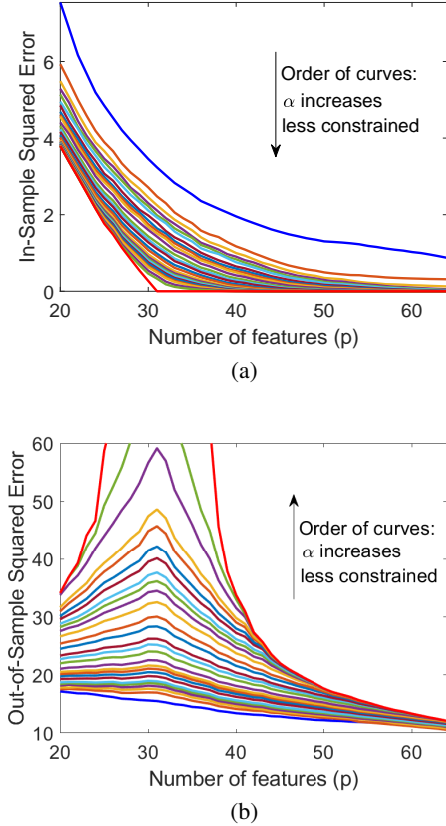 In-Sample Squared Error
6
4
2
0
Order of curves:
α increases
less constrained
20 30 40 50 60
Number of features (p)
(a)
Out-of-Sample Squared Error
60
50
40
30
20
10
Order of curves:
α increases
less constrained
20 30 40 50 60
Number of features (p)
(b)